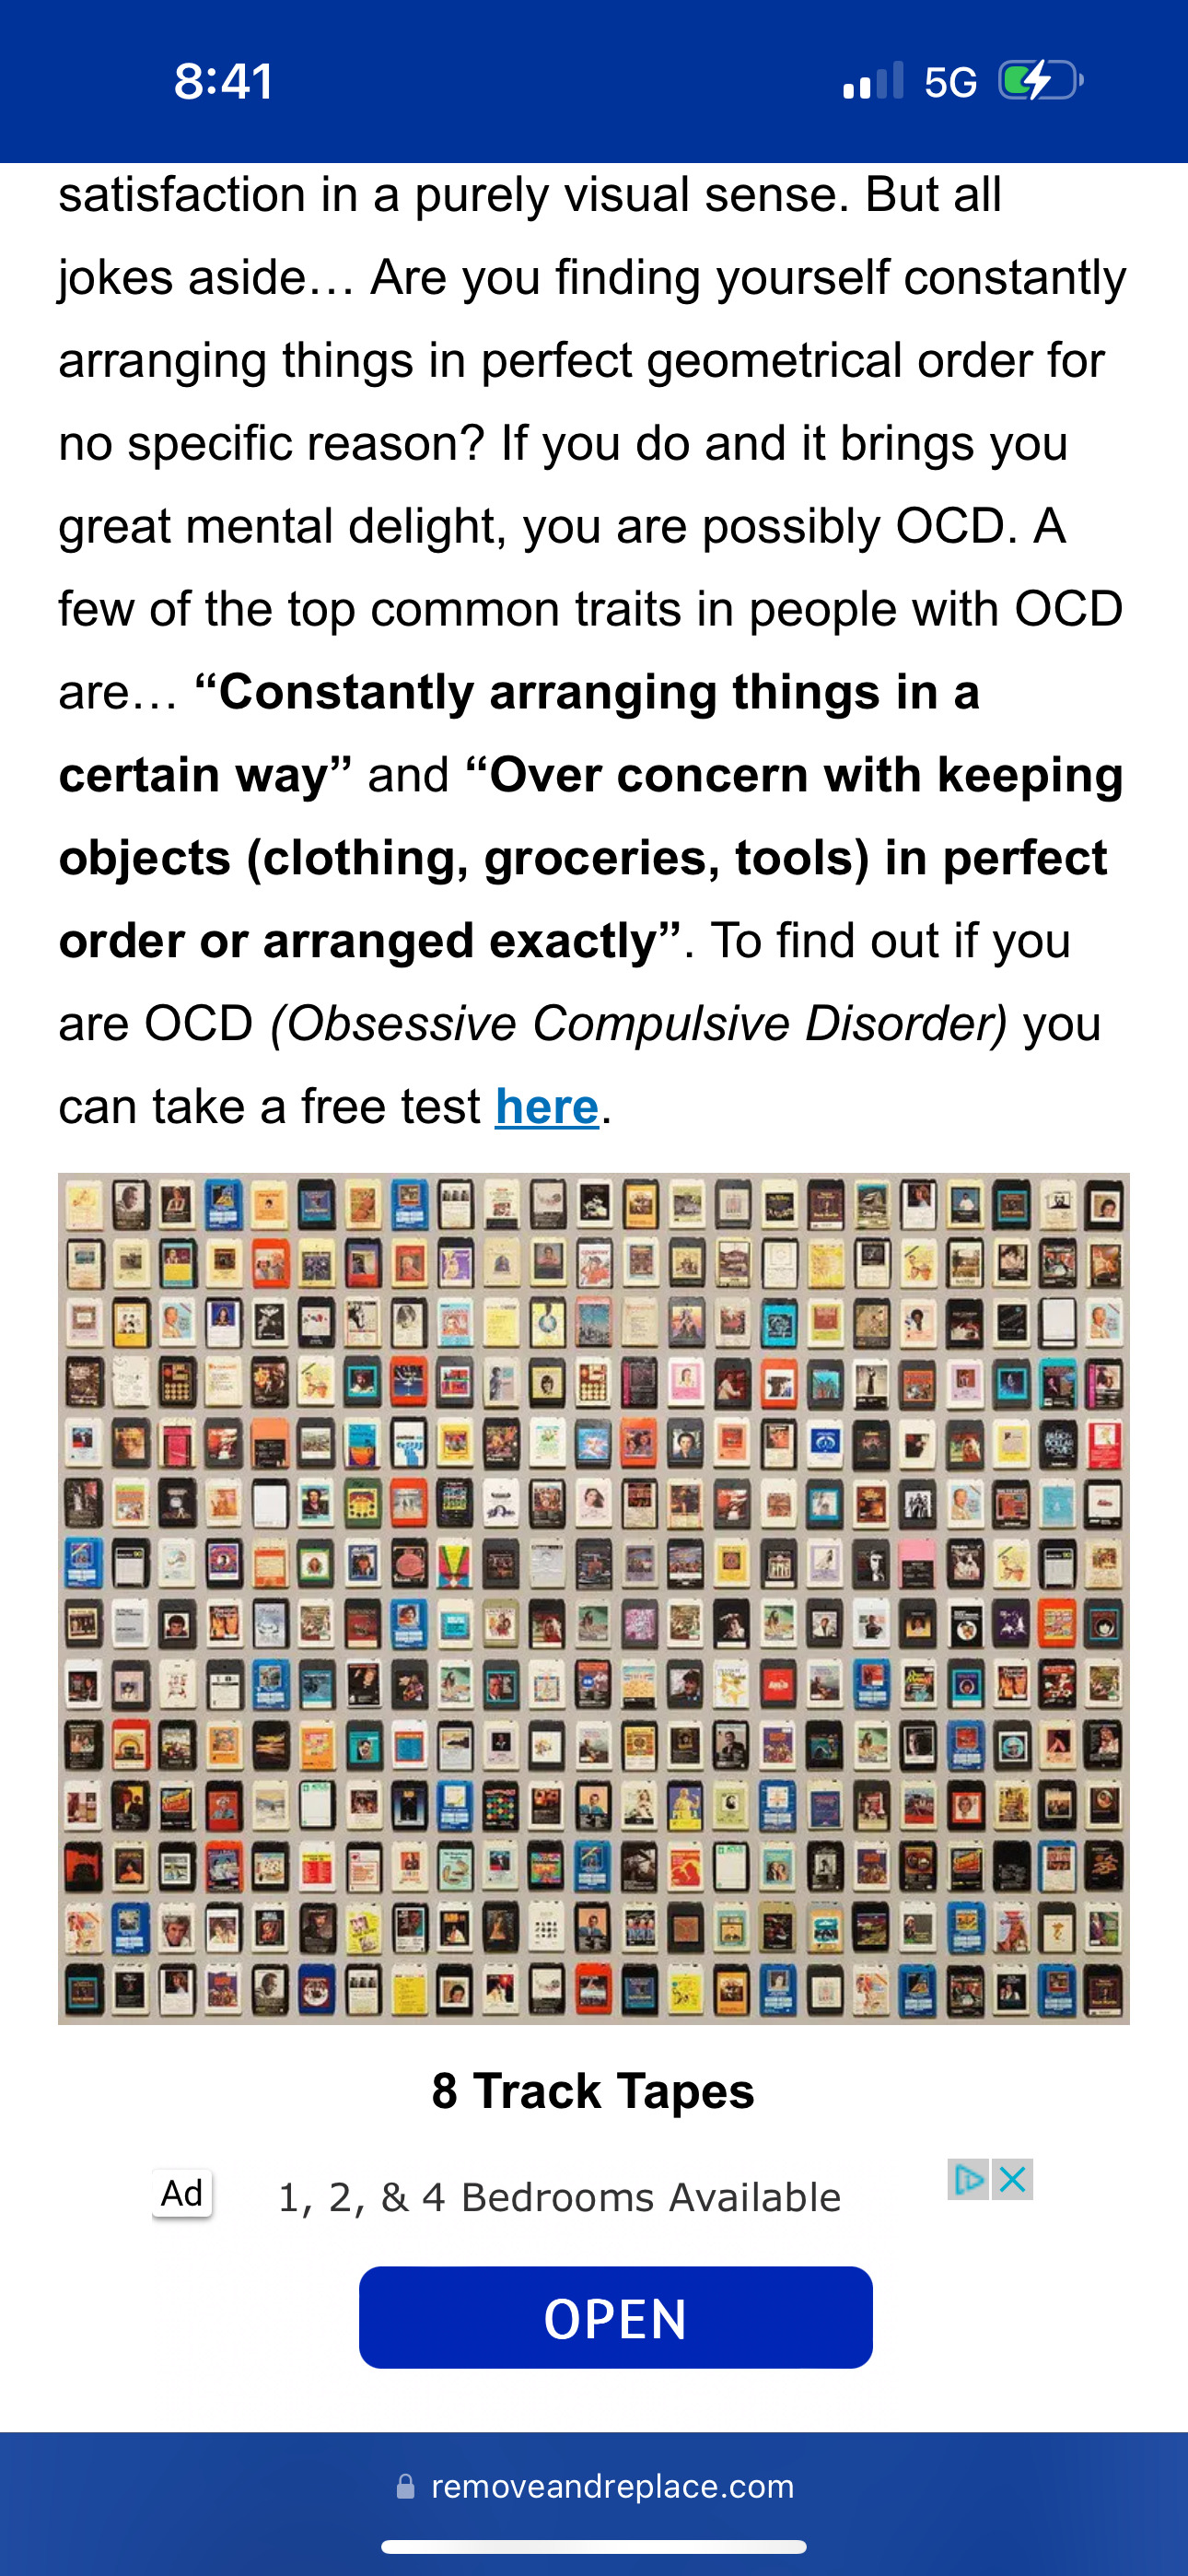 8:41
5G
satisfaction in a purely visual sense. But all
jokes aside… Are you finding yourself constantly
arranging things in perfect geometrical order for
no specific reason? If you do and it brings you
great mental delight, you are possibly OCD. A
few of the top common traits in people with OCD
are… “Constantly arranging things in a
certain way” and “Over concern with keeping
objects (clothing, groceries, tools) in perfect
order or arranged exactly”. To find out if you
are OCD (Obsessive Compulsive Disorder) you
can take a free test here.
8 Track Tapes
Ad
1, 2, & 4 Bedrooms Available
OPEN
removeandreplace.com